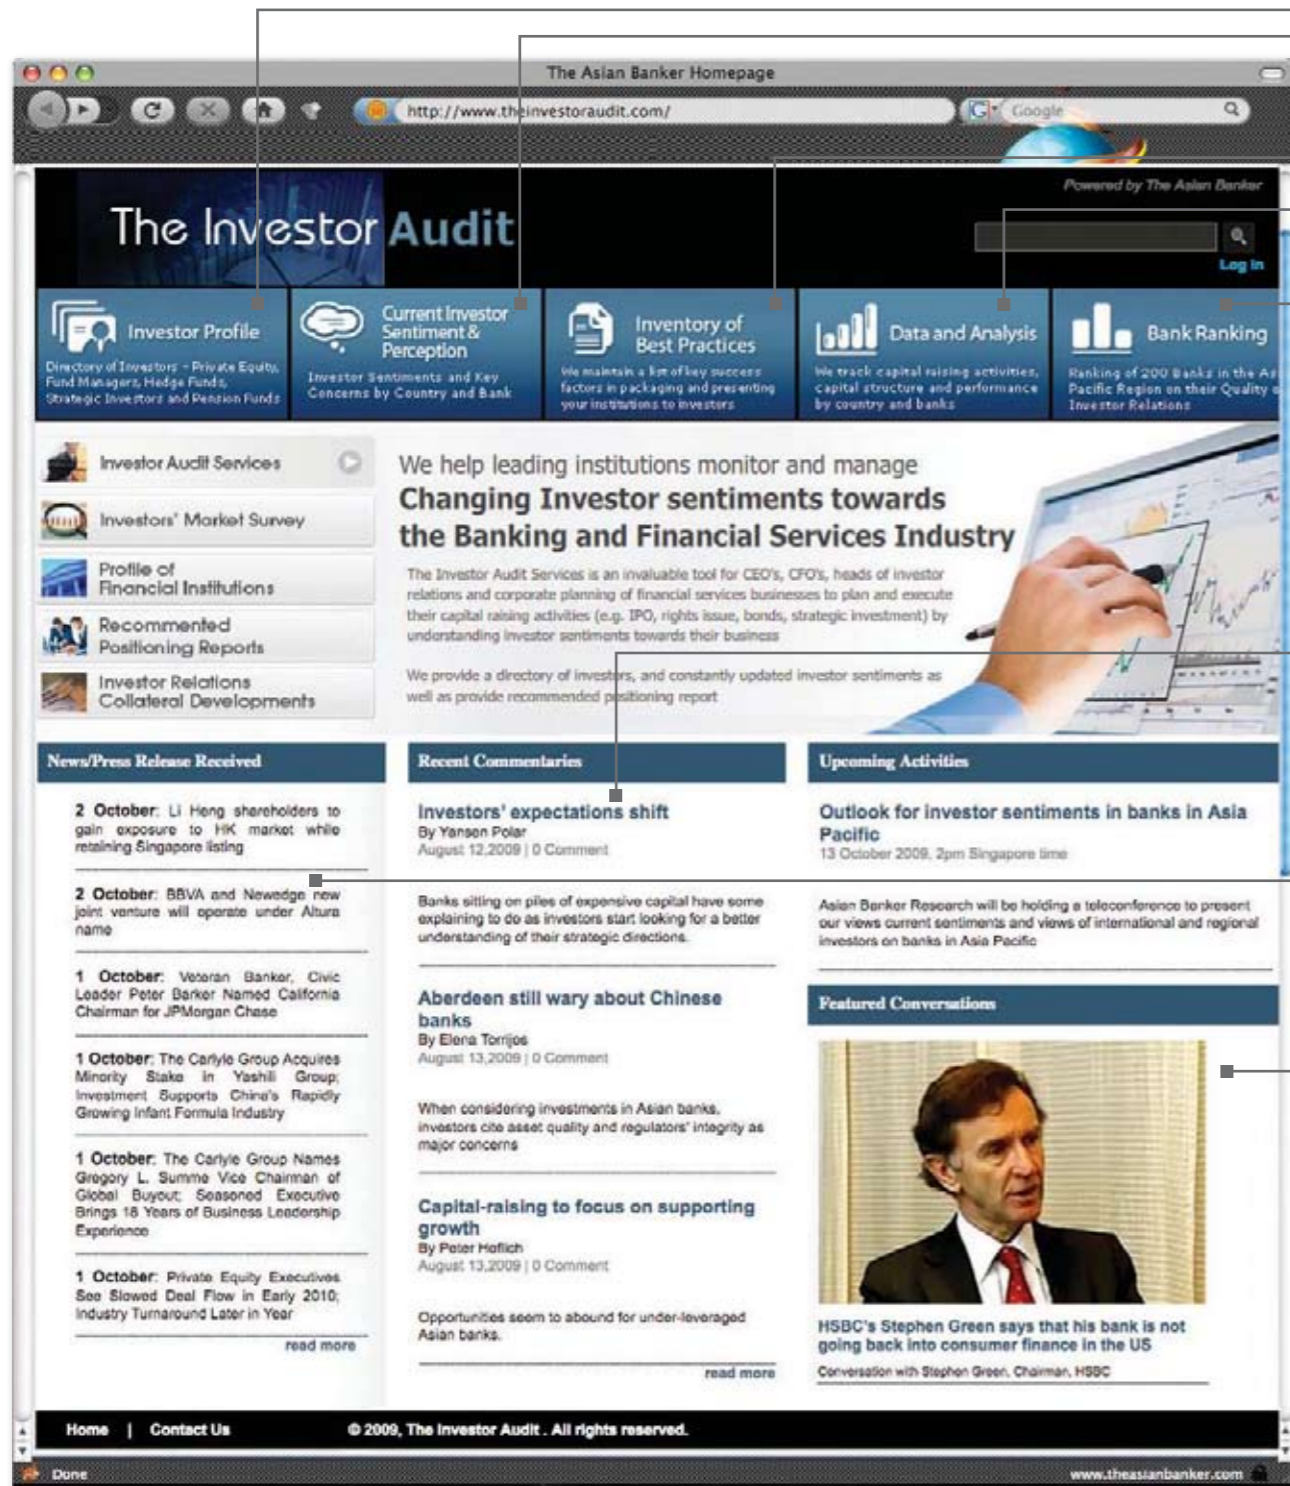 The Asian Banker Homepage
http://www.theinvestoraudit.com/
Google
Powered by The Asian Banker
The Investor Audit
Log in
Investor Profile
Directory of Investors - Private Equity,
Fund Managers, Hedge Funds,
Strategic Investors and Pension Funds
Current Investor
Sentiment &
Perception
Investor Sentiments and Key
Concerns by Country and Bank
Inventory of
Best Practices
We maintain a list of key success
factors in packaging and presenting
your institutions to investors
Data and Analysis
We track capital raising activities,
capital structure and performance
by country and banks
Bank Ranking
Ranking of 200 Banks in the As
Pacific Region on their Quality o
Investor Relations
Investor Audit Services
Investors' Market Survey
Profile of
Financial Institutions
Recommented
Positioning Reports
Investor Relations
Collateral Developments
We help leading institutions monitor and manage
Changing Investor sentiments towards
the Banking and Financial Services Industry
The Investor Audit Services is an invaluable tool for CEO's, CFO's, heads of investor
relations and corporate planning of financial services businesses to plan and execute
their capital raising activities (e.g. IPO, rights issue, bonds, strategic investment) by
understanding investor sentiments towards their business
We provide a directory of investors, and constantly updated investor sentiments as
well as provide recommended positioning report
News/Press Release Received
2 October: Li Heng shareholders to
gain exposure to HK market while
retaining Singapore listing
2 October: BBVA and Newedge new
joint venture will operate under Altura
name
1 October: Veteran Banker, Civic
Leader Peter Barker Named California
Chairman for JPMorgan Chase
1 October: The Carlyle Group Acquires
Minority Stake in Yashili Group;
Investment Supports China's Rapidly
Growing Infant Formula Industry
1 October: The Carlyle Group Names
Gregory L. Summe Vice Chairman of
Global Buyout; Seasoned Executive
Brings 18 Years of Business Leadership
Experience
1 October: Private Equity Executives
See Slowed Deal Flow in Early 2010;
Industry Turnaround Later in Year
read more
Recent Commentaries
Investors' expectations shift
By Yansen Polar
August 12,2009 | 0 Comment
Banks sitting on piles of expensive capital have some
explaining to do as investors start looking for a better
understanding of their strategic directions.
Aberdeen still wary about Chinese
banks
By Elena Torrijos
August 13,2009 | 0 Comment
When considering investments in Asian banks,
investors cite asset quality and regulators' integrity as
major concerns
Capital-raising to focus on supporting
growth
By Peter Hoflich
August 13,2009 | 0 Comment
Opportunities seem to abound for under-leveraged
Asian banks.
read more
Upcoming Activities
Outlook for investor sentiments in banks in Asia
Pacific
13 October 2009, 2pm Singapore time
Asian Banker Research will be holding a teleconference to present
our views current sentiments and views of international and regional
investors on banks in Asia Pacific
Featured Conversations
HSBC's Stephen Green says that his bank is not
going back into consumer finance in the US
Conversation with Stephen Green, Chairman, HSBC
Home | Contact Us
© 2009, The Investor Audit . All rights reserved.
Done
www.theasianbanker.com